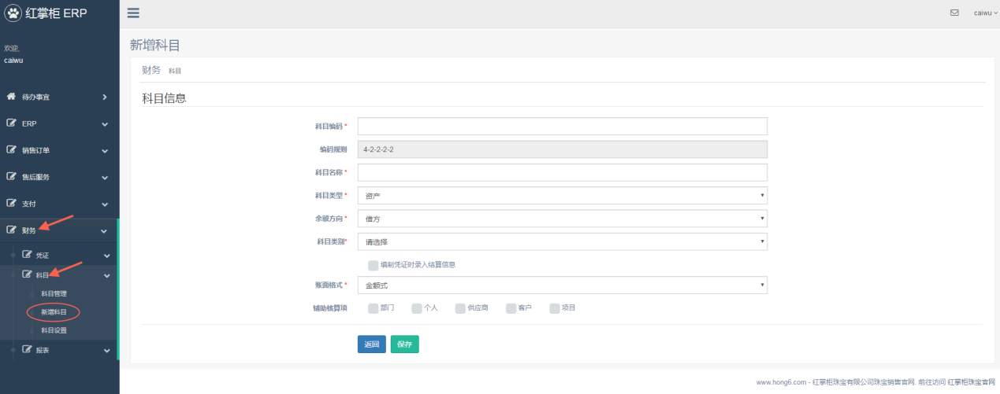 红掌柜 ERP
caiwu
欢迎,
caiwu
待办事宜
ERP
销售订单
售后服务
支付
财务
凭证
科目
科目管理
新增科目
科目设置
报表
新增科目
财务 科目
科目信息
科目编码 *
编码规则 4-2-2-2-2
科目名称 *
科目类型 * 资产
余额方向 * 借方
科目类别* 请选择
填制凭证时录入结算信息
账面格式 * 金额式
辅助核算项 部门 个人 供应商 客户 项目
返回 保存
www.hong6.com - 红掌柜珠宝有限公司珠宝销售官网. 前往访问 红掌柜珠宝官网